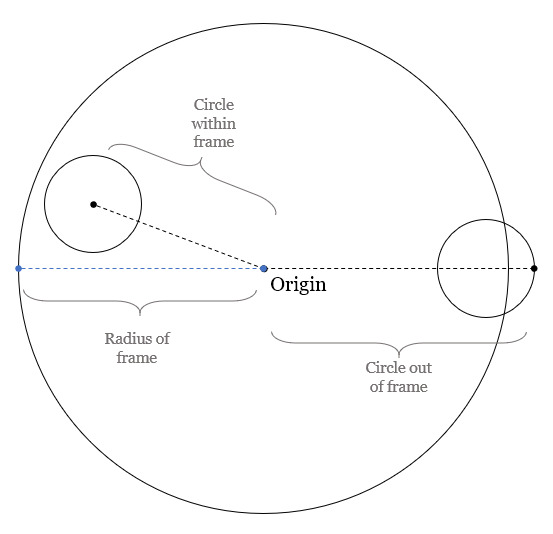 Circle
within
frame
Origin
Radius of
frame
Circle out
of frame